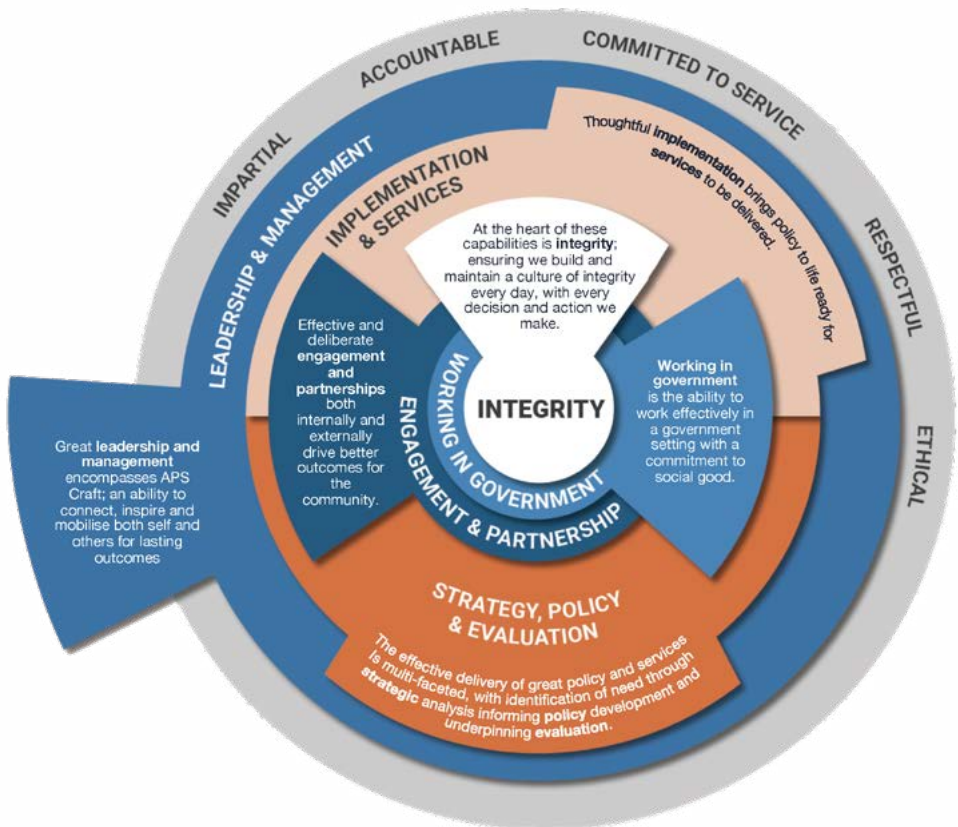 IMPARTIAL
ACCOUNTABLE
COMMITTED TO SERVICE
RESPECTFUL
ETHICAL
LEADERSHIP & MANAGEMENT
IMPLEMENTATION
& SERVICES
Thoughtful implementation brings policy to life ready for
services to be delivered.
At the heart of these
capabilities is integrity;
ensuring we build and
maintain a culture of integrity
every day, with every
decision and action we
make.
Effective and
deliberate
engagement
and
partnerships
both
internally and
externally
drive better
outcomes for
the
community.
ENGAGEMENT & PARTNERSHIP
WORKING IN GOVERNMENT
INTEGRITY
Working in
government
is the ability to
work effectively in
a government
setting with a
commitment to
social good.
Great leadership and
management
encompasses APS
Craft; an ability to
connect, inspire and
mobilise both self and
others for lasting
outcomes
STRATEGY, POLICY
& EVALUATION
The effective delivery of great policy and services
Is multi-faceted, with identification of need through
strategic analysis informing policy development and
underpinning evaluation.